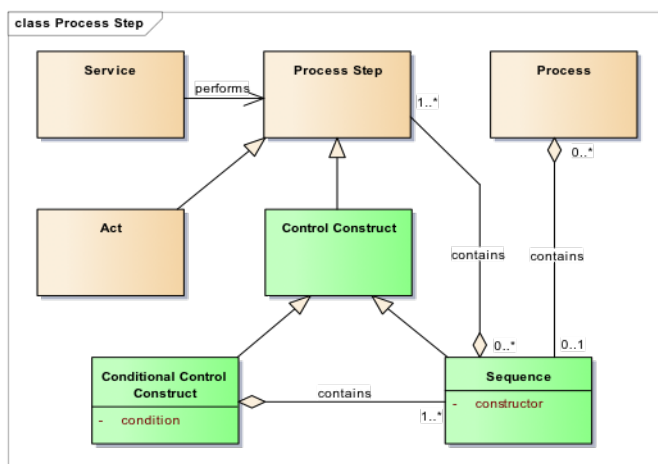 class Process Step
Service
performs
Process Step
Process
1..*
0..*
Act
Control Construct
contains
contains
0..*
0..1
Conditional Control
Construct
- condition
contains
1..*
Sequence
- constructor